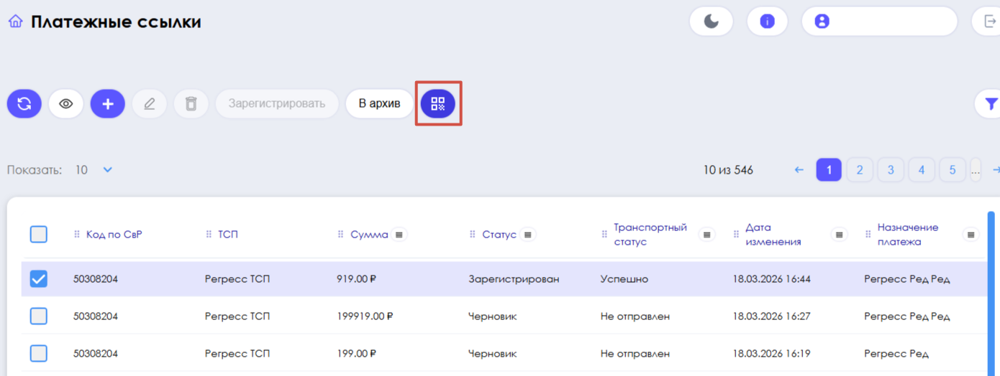 Платежные ссылки
Зарегистрировать В архив
Показать: 10 10 из 546 1 2 3 4 5 ...
Код по СвР ТСП Сумма Статус Транспортный статус Дата изменения Назначение платежа
50308204 Регресс ТСП 919.00 ₽ Зарегистрирован Успешно 18.03.2026 16:44 Регресс Ред Ред
50308204 Регресс ТСП 199919.00 ₽ Черновик Не отправлен 18.03.2026 16:27 Регресс Ред Ред
50308204 Регресс ТСП 199.00 ₽ Черновик Не отправлен 18.03.2026 16:19 Регресс Ред